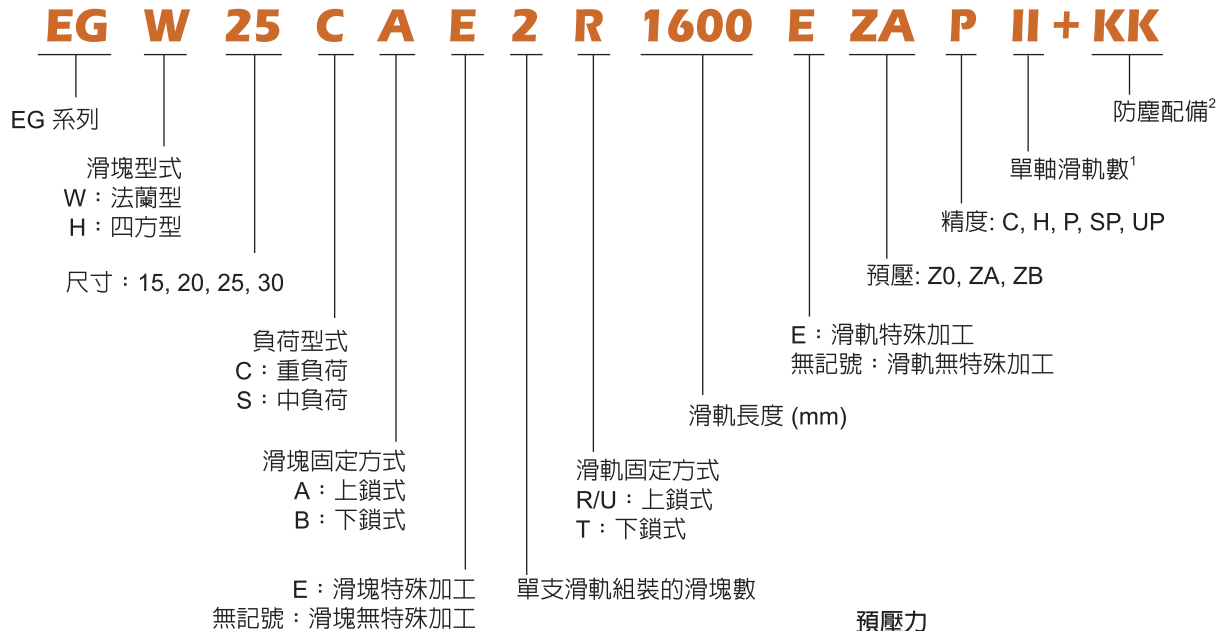 EG W 25 C A E 2 R 1600 E ZA P II + KK
EG 系列
防塵配備2
滑塊型式
W：法蘭型
H：四方型
單軸滑軌數1
精度: C, H, P, SP, UP
尺寸：15, 20, 25, 30
預壓: Z0, ZA, ZB
負荷型式
C：重負荷
S：中負荷
E：滑軌特殊加工
無記號：滑軌無特殊加工
滑軌長度 (mm)
滑塊固定方式
A：上鎖式
B：下鎖式
滑軌固定方式
R/U：上鎖式
T：下鎖式
E：滑塊特殊加工
無記號：滑塊無特殊加工
單支滑軌組裝的滑塊數
預壓力